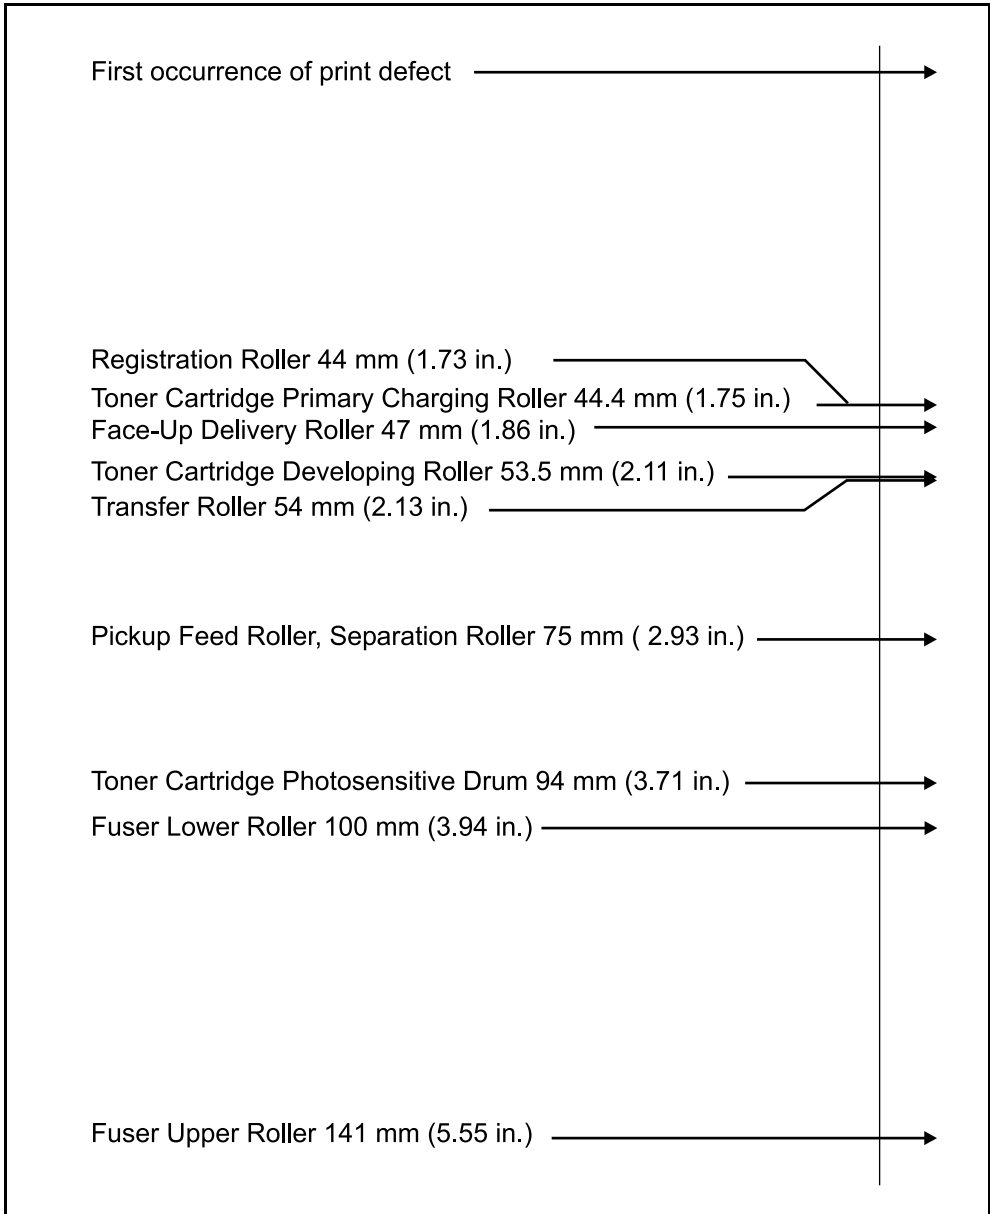 First occurrence of print defect
Registration Roller 44 mm (1.73 in.)
Toner Cartridge Primary Charging Roller 44.4 mm (1.75 in.)
Face-Up Delivery Roller 47 mm (1.86 in.)
Toner Cartridge Developing Roller 53.5 mm (2.11 in.)
Transfer Roller 54 mm (2.13 in.)
Pickup Feed Roller, Separation Roller 75 mm ( 2.93 in.)
Toner Cartridge Photosensitive Drum 94 mm (3.71 in.)
Fuser Lower Roller 100 mm (3.94 in.)
Fuser Upper Roller 141 mm (5.55 in.)